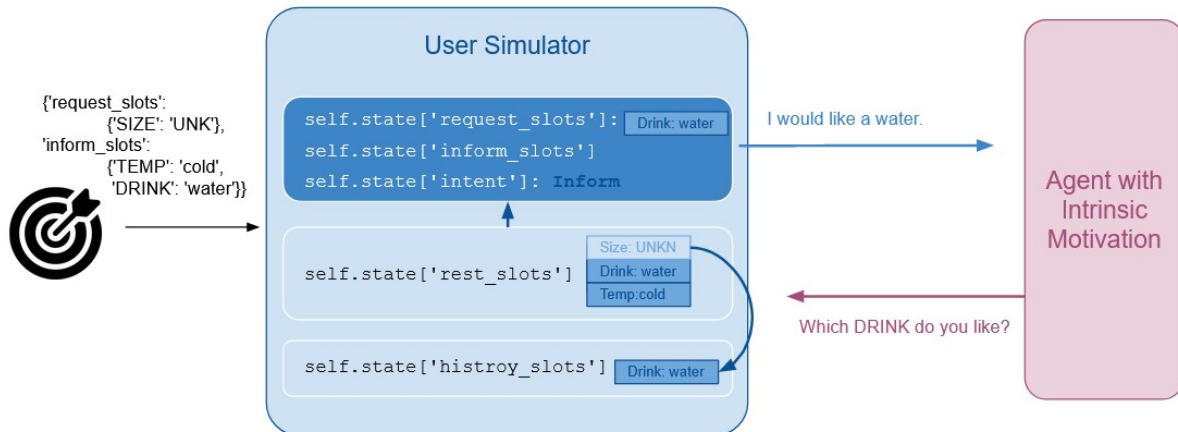 User Simulator
{'request_slots':
{'SIZE': 'UNK'},
'inform_slots':
{'TEMP': 'cold',
'DRINK': 'water'}}
self.state['request_slots']: Drink: water
self.state['inform_slots']
self.state['intent']: Inform
I would like a water.
Agent with
Intrinsic
Motivation
self.state['rest_slots']
Size: UNKN
Drink: water
Temp:cold
Which DRINK do you like?
self.state['histroy_slots'] Drink: water